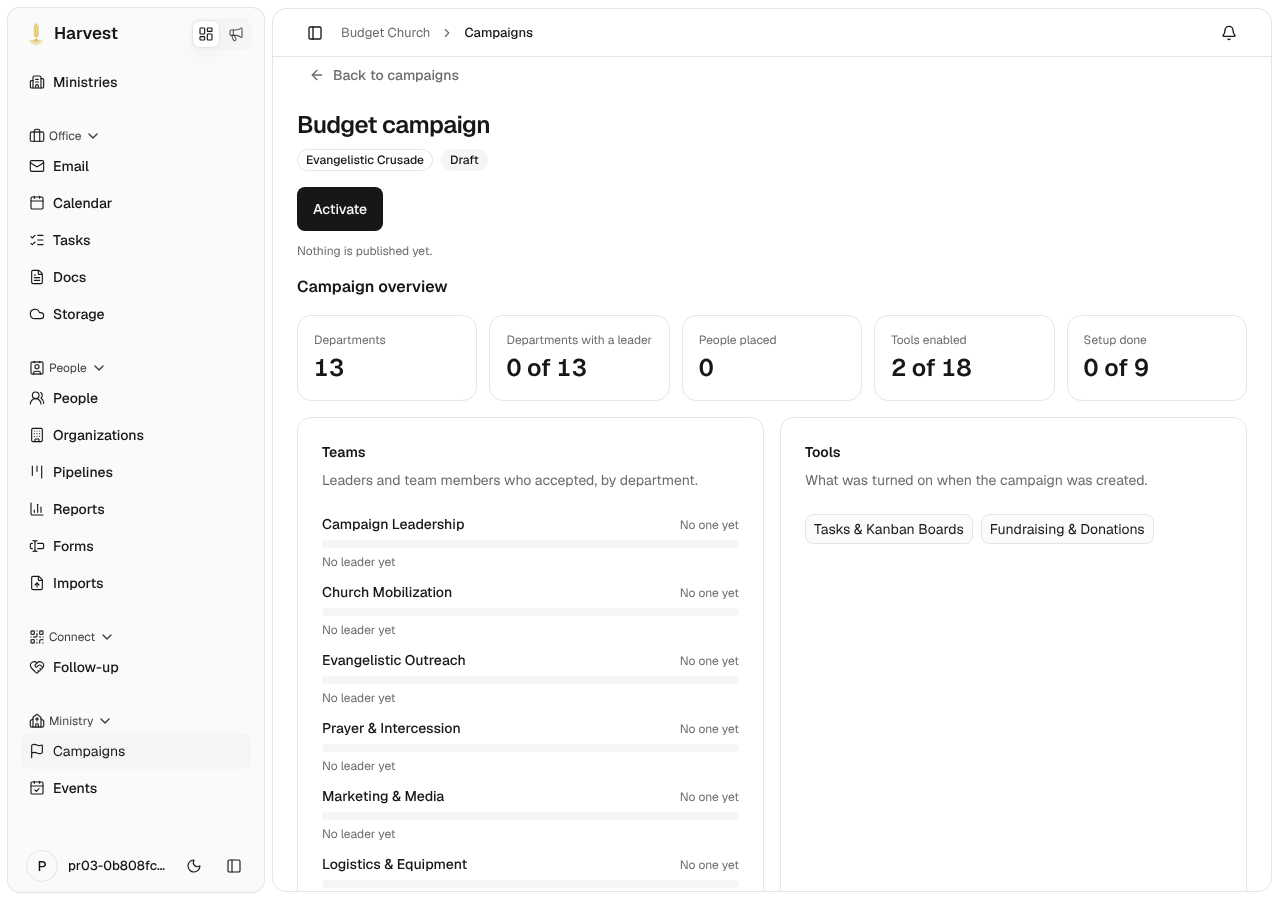 Harvest
Ministries
Office
Email
Calendar
Tasks
Docs
Storage
People
People
Organizations
Pipelines
Reports
Forms
Imports
Connect
Follow-up
Ministry
Campaigns
Events
P
pr03-0b808fc...
Budget Church > Campaigns
Back to campaigns
Budget campaign
Evangelistic Crusade Draft
Activate
Nothing is published yet.
Campaign overview
Departments
13
Departments with a leader
0 of 13
People placed
0
Tools enabled
2 of 18
Setup done
0 of 9
Teams
Leaders and team members who accepted, by department.
Campaign Leadership No one yet
No leader yet
Church Mobilization No one yet
No leader yet
Evangelistic Outreach No one yet
No leader yet
Prayer & Intercession No one yet
No leader yet
Marketing & Media No one yet
No leader yet
Logistics & Equipment No one yet
Tools
What was turned on when the campaign was created.
Tasks & Kanban Boards Fundraising & Donations